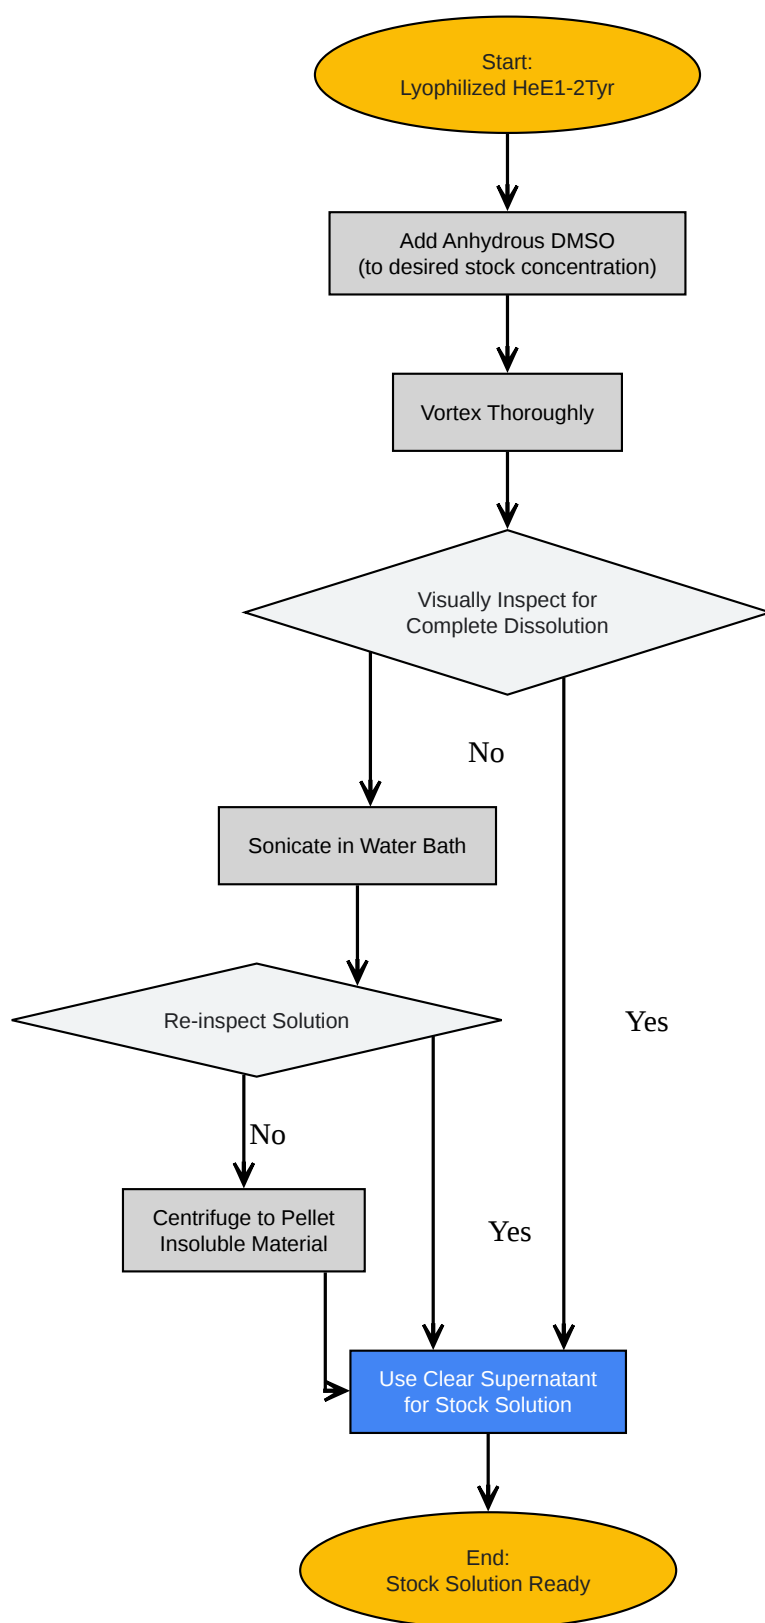 Start:
Lyophilized HeE1-2Tyr
Add Anhydrous DMSO
(to desired stock concentration)
Vortex Thoroughly
Visually Inspect for
Complete Dissolution
No
Sonicate in Water Bath
Re-inspect Solution
Yes
No
Centrifuge to Pellet
Insoluble Material
Yes
Use Clear Supernatant
for Stock Solution
End:
Stock Solution Ready